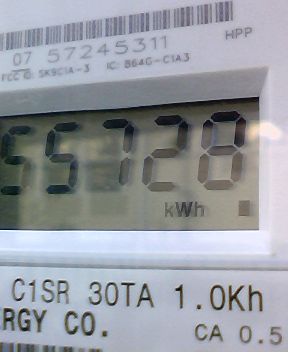 07 57245311
HPP
FCC ID: SK9C1A-3 IC: 864G-C1A3
55728
kWh
C1SR 30TA 1.0Kh
ERGY CO. CA 0.5